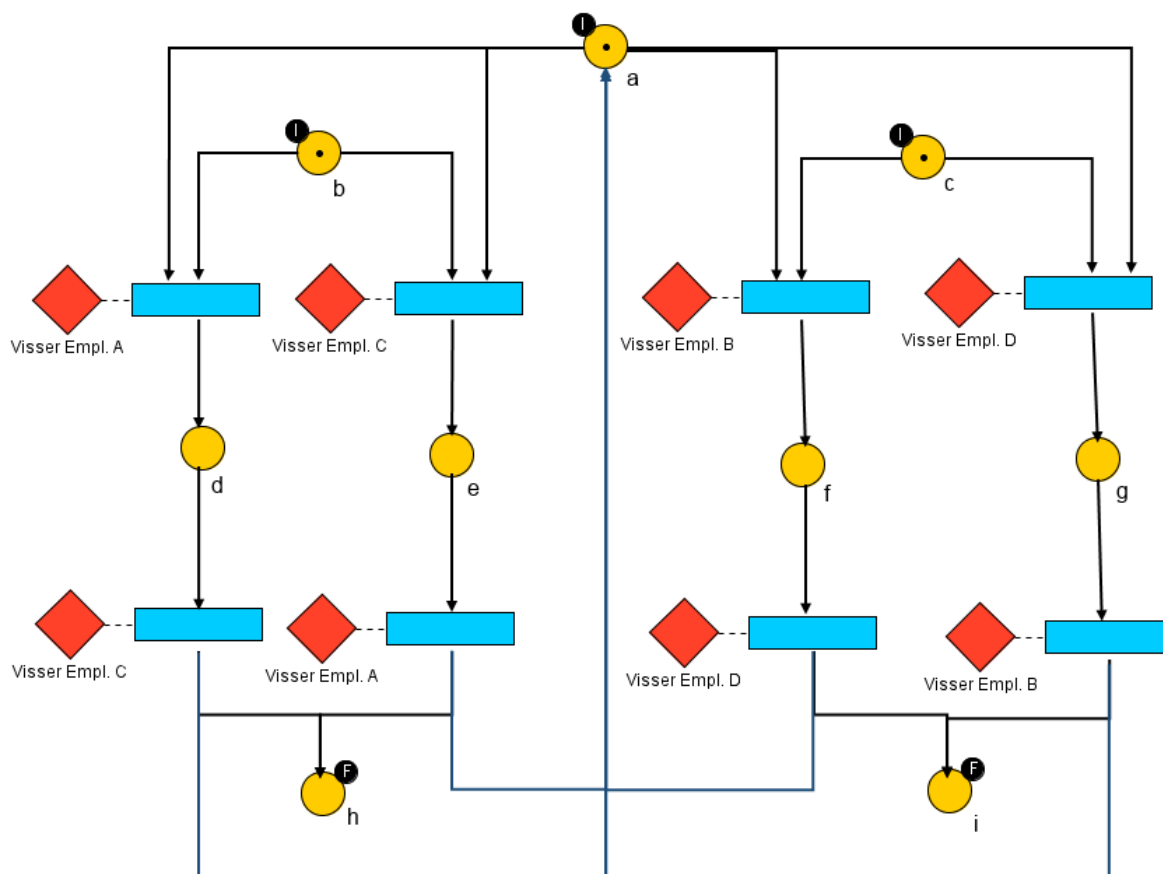 I
a
I
b
I
c
Visser Empl. A
Visser Empl. C
Visser Empl. B
Visser Empl. D
d
e
f
g
Visser Empl. C
Visser Empl. A
Visser Empl. D
Visser Empl. B
F
h
F
i